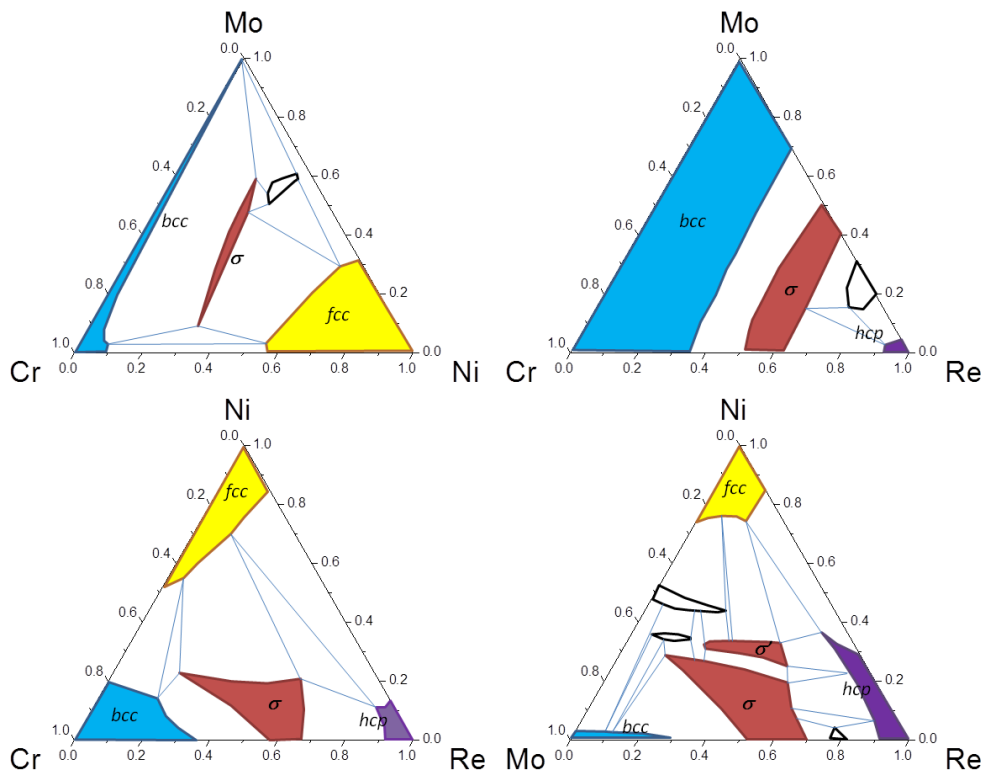 Mo Mo
0.0 1.0 0.0 1.0
0.2 0.8 0.2 0.8
0.4 0.6 0.4 0.6
bcc bcc
0.6 0.4 0.6 0.4
σ
0.8 0.2 0.8 σ 0.2
fcc hcp
1.0 0.0 1.0 0.0
Cr 0.0 0.2 0.4 0.6 0.8 1.0 Ni Cr 0.0 0.2 0.4 0.6 0.8 1.0 Re
Ni Ni
0.0 1.0 0.0 1.0
fcc fcc
0.2 0.8 0.2 0.8
0.4 0.6 0.4 0.6
0.6 0.4 0.6 0.4
σ'
0.8 0.2 0.8 0.2
hcp
bcc σ hcp bcc σ
1.0 0.0 1.0 0.0
Cr 0.0 0.2 0.4 0.6 0.8 1.0 Re Mo 0.0 0.2 0.4 0.6 0.8 1.0 Re